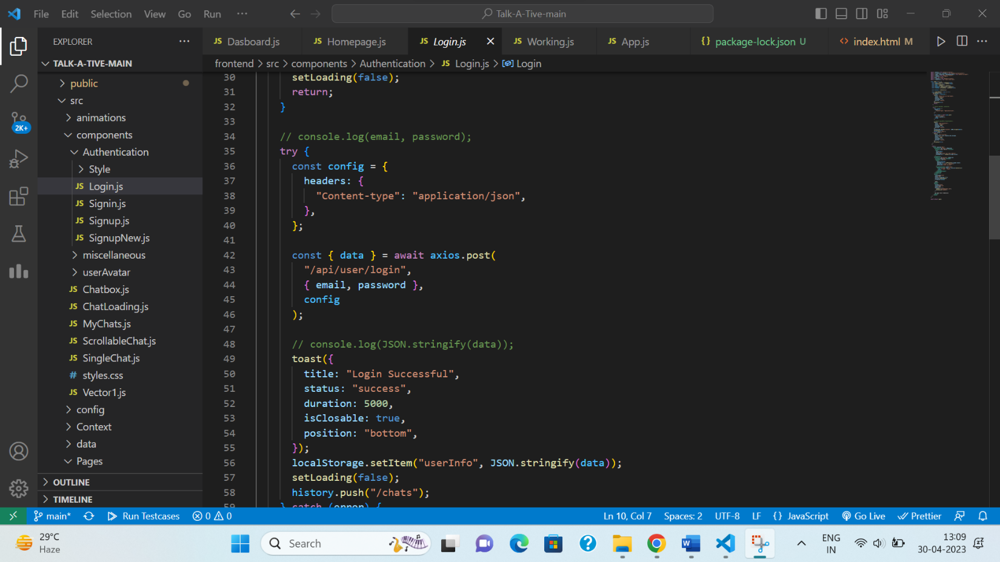 File Edit Selection View Go Run ··· Talk-A-Tive-main
EXPLORER ···
TALK-A-TIVE-MAIN
public
src
animations
components
Authentication
Style
JS Login.js
JS Signin.js
JS Signup.js
JS SignupNew.js
miscellaneous
userAvatar
JS Chatbox.js
JS ChatLoading.js
JS MyChats.js
JS ScrollableChat.js
JS SingleChat.js
# styles.css
JS Vector1.js
config
Context
data
Pages
OUTLINE
TIMELINE
2K+
JS Dasboard.js JS Homepage.js JS Login.js JS Working.js JS App.js {} package-lock.json U <> index.html M ···
frontend > src > components > Authentication > JS Login.js > Login
30 setLoading(false);
31 return;
32 }
33
34 // console.log(email, password);
35 try {
36 const config = {
37 headers: {
38 "Content-type": "application/json",
39 },
40 };
41
42 const { data } = await axios.post(
43 "/api/user/login",
44 { email, password },
45 config
46 );
47
48 // console.log(JSON.stringify(data));
49 toast({
50 title: "Login Successful",
51 status: "success",
52 duration: 5000,
53 isClosable: true,
54 position: "bottom",
55 });
56 localStorage.setItem("userInfo", JSON.stringify(data));
57 setLoading(false);
58 history.push("/chats");
59 } catch (error) {
main* Run Testcases 0 0 Ln 10, Col 7 Spaces: 2 UTF-8 LF {} JavaScript Go Live Prettier
29°C
Haze
Search
ENG
IN
13:09
30-04-2023